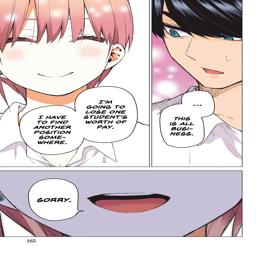 ---
THIS
IS ALL
BUSI-
NESS.
I'M
GOING TO
LOSE ONE
STUDENT'S
WORTH OF
PAY.
I HAVE
TO FIND
ANOTHER
POSITION
SOME-
WHERE.
SORRY.
165